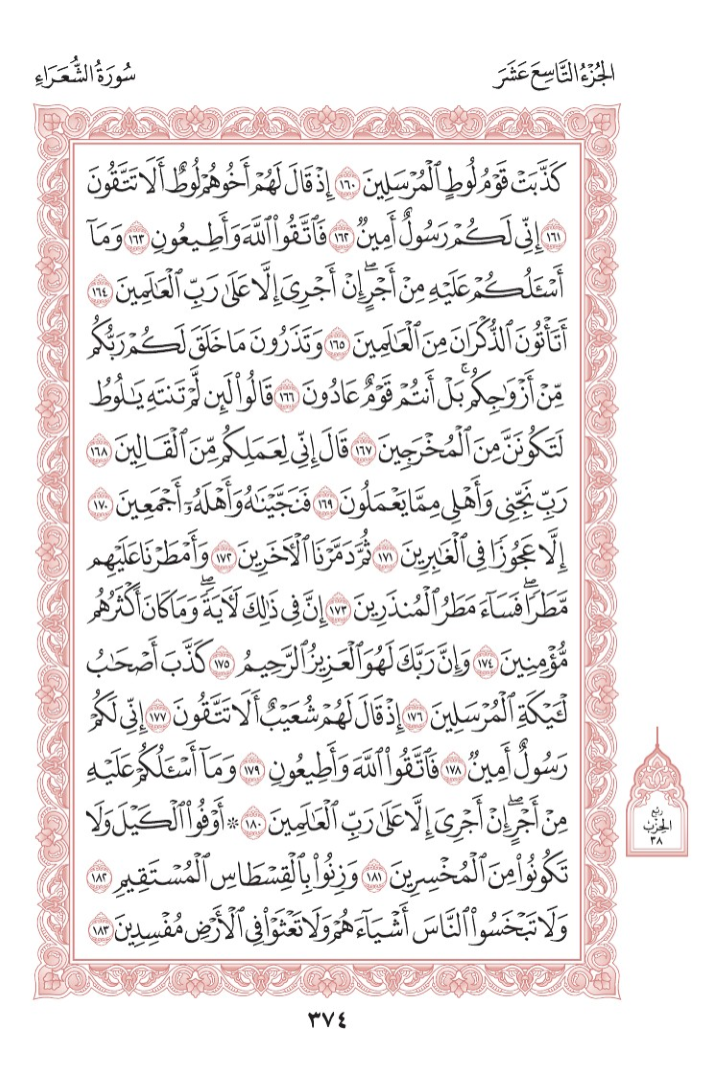 الجُزْءُ التَّاسِعَ عَشَرَ
سُورَةُ الشُّعَرَاءِ
كَذَّبَتْ قَوْمُ لُوطٍ ٱلْمُرْسَلِينَ ١٦٠ إِذْ قَالَ لَهُمْ أَخُوهُمْ لُوطٌ أَلَا تَتَّقُونَ
١٦١ إِنِّي لَكُمْ رَسُولٌ أَمِينٌ ١٦٢ فَٱتَّقُوا۟ ٱللَّهَ وَأَطِيعُونِ ١٦٣ وَمَآ
أَسْـَٔلُكُمْ عَلَيْهِ مِنْ أَجْرٍ ۖ إِنْ أَجْرِىَ إِلَّا عَلَىٰ رَبِّ ٱلْعَٰلَمِينَ ١٦٤
أَتَأْتُونَ ٱلذُّكْرَانَ مِنَ ٱلْعَٰلَمِينَ ١٦٥ وَتَذَرُونَ مَا خَلَقَ لَكُمْ رَبُّكُم
مِّنْ أَزْوَٰجِكُم ۚ بَلْ أَنتُمْ قَوْمٌ عَادُونَ ١٦٦ قَالُوا۟ لَئِن لَّمْ تَنتَهِ يَٰلُوطُ
لَتَكُونَنَّ مِنَ ٱلْمُخْرَجِينَ ١٦٧ قَالَ إِنِّي لِعَمَلِكُم مِّنَ ٱلْقَالِينَ ١٦٨
رَبِّ نَجِّنِى وَأَهْلِى مِمَّا يَعْمَلُونَ ١٦٩ فَنَجَّيْنَٰهُ وَأَهْلَهُۥٓ أَجْمَعِينَ ١٧٠
إِلَّا عَجُوزًا فِى ٱلْغَٰبِرِينَ ١٧١ ثُمَّ دَمَّرْنَا ٱلْءَاخَرِينَ ١٧٢ وَأَمْطَرْنَا عَلَيْهِم
مَّطَرًا ۖ فَسَآءَ مَطَرُ ٱلْمُنذَرِينَ ١٧٣ إِنَّ فِى ذَٰلِكَ لَءَايَةً ۖ وَمَا كَانَ أَكْثَرُهُم
مُّؤْمِنِينَ ١٧٤ وَإِنَّ رَبَّكَ لَهُوَ ٱلْعَزِيزُ ٱلرَّحِيمُ ١٧٥ كَذَّبَ أَصْحَٰبُ
لْـَٔيْكَةِ ٱلْمُرْسَلِينَ ١٧٦ إِذْ قَالَ لَهُمْ شُعَيْبٌ أَلَا تَتَّقُونَ ١٧٧ إِنِّي لَكُمْ
رَسُولٌ أَمِينٌ ١٧٨ فَٱتَّقُوا۟ ٱللَّهَ وَأَطِيعُونِ ١٧٩ وَمَآ أَسْـَٔلُكُمْ عَلَيْهِ
مِنْ أَجْرٍ ۖ إِنْ أَجْرِىَ إِلَّا عَلَىٰ رَبِّ ٱلْعَٰلَمِينَ ١٨٠ * أَوْفُوا۟ ٱلْكَيْلَ وَلَا
تَكُونُوا۟ مِنَ ٱلْمُخْسِرِينَ ١٨١ وَزِنُوا۟ بِٱلْقِسْطَاسِ ٱلْمُسْتَقِيمِ ١٨٢
وَلَا تَبْخَسُوا۟ ٱلنَّاسَ أَشْيَآءَهُمْ وَلَا تَعْثَوْا۟ فِى ٱلْأَرْضِ مُفْسِدِينَ ١٨٣
ربع
الحزب
٣٨
٣٧٤